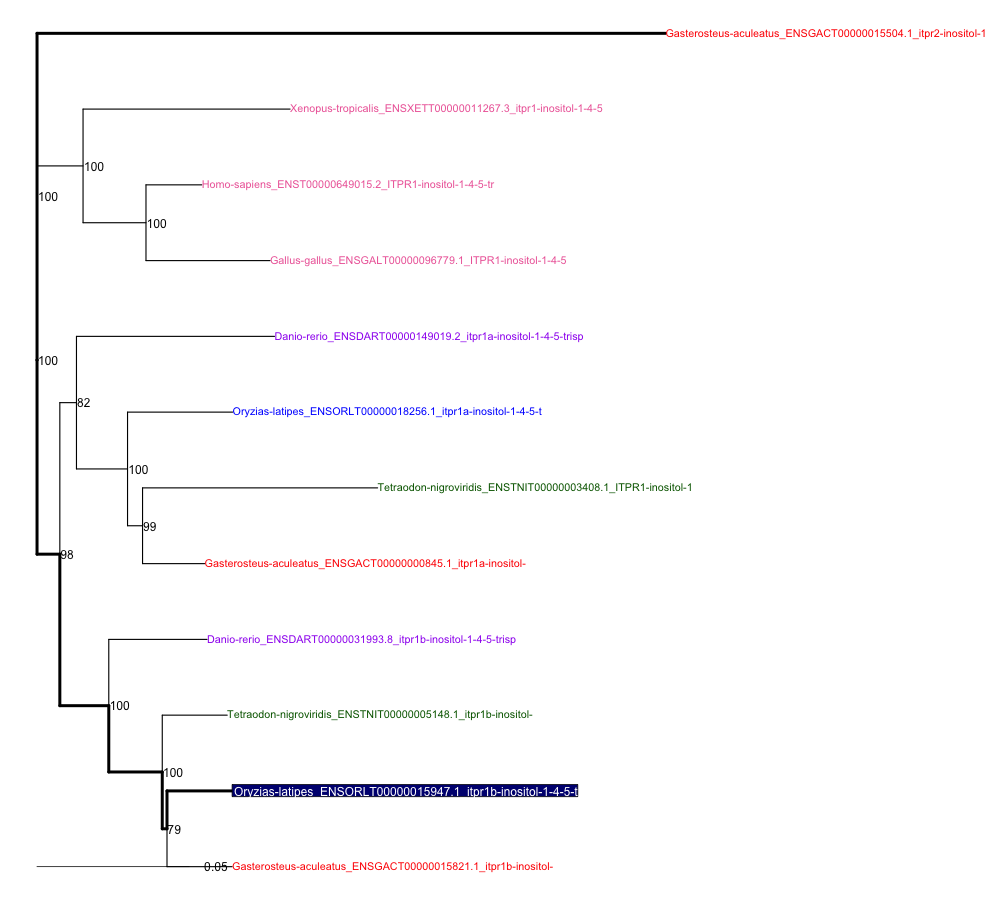 Gasterosteus-aculeatus_ENSGACT00000015504.1_itpr2-inositol-1
Xenopus-tropicalis_ENSXETT00000011267.3_itpr1-inositol-1-4-5
100
Homo-sapiens_ENST00000649015.2_ITPR1-inositol-1-4-5-tr
100
100
Gallus-gallus_ENSGALT00000096779.1_ITPR1-inositol-1-4-5
Danio-rerio_ENSDART00000149019.2_itpr1a-inositol-1-4-5-trisp
100
82
Oryzias-latipes_ENSORLT00000018256.1_itpr1a-inositol-1-4-5-t
100
Tetraodon-nigroviridis_ENSTNIT00000003408.1_ITPR1-inositol-1
99
98
Gasterosteus-aculeatus_ENSGACT00000000845.1_itpr1a-inositol-
Danio-rerio_ENSDART00000031993.8_itpr1b-inositol-1-4-5-trisp
100
Tetraodon-nigroviridis_ENSTNIT00000005148.1_itpr1b-inositol-
100
Oryzias-latipes_ENSORLT00000015947.1_itpr1b-inositol-1-4-5-t
79
0.05
Gasterosteus-aculeatus_ENSGACT00000015821.1_itpr1b-inositol-